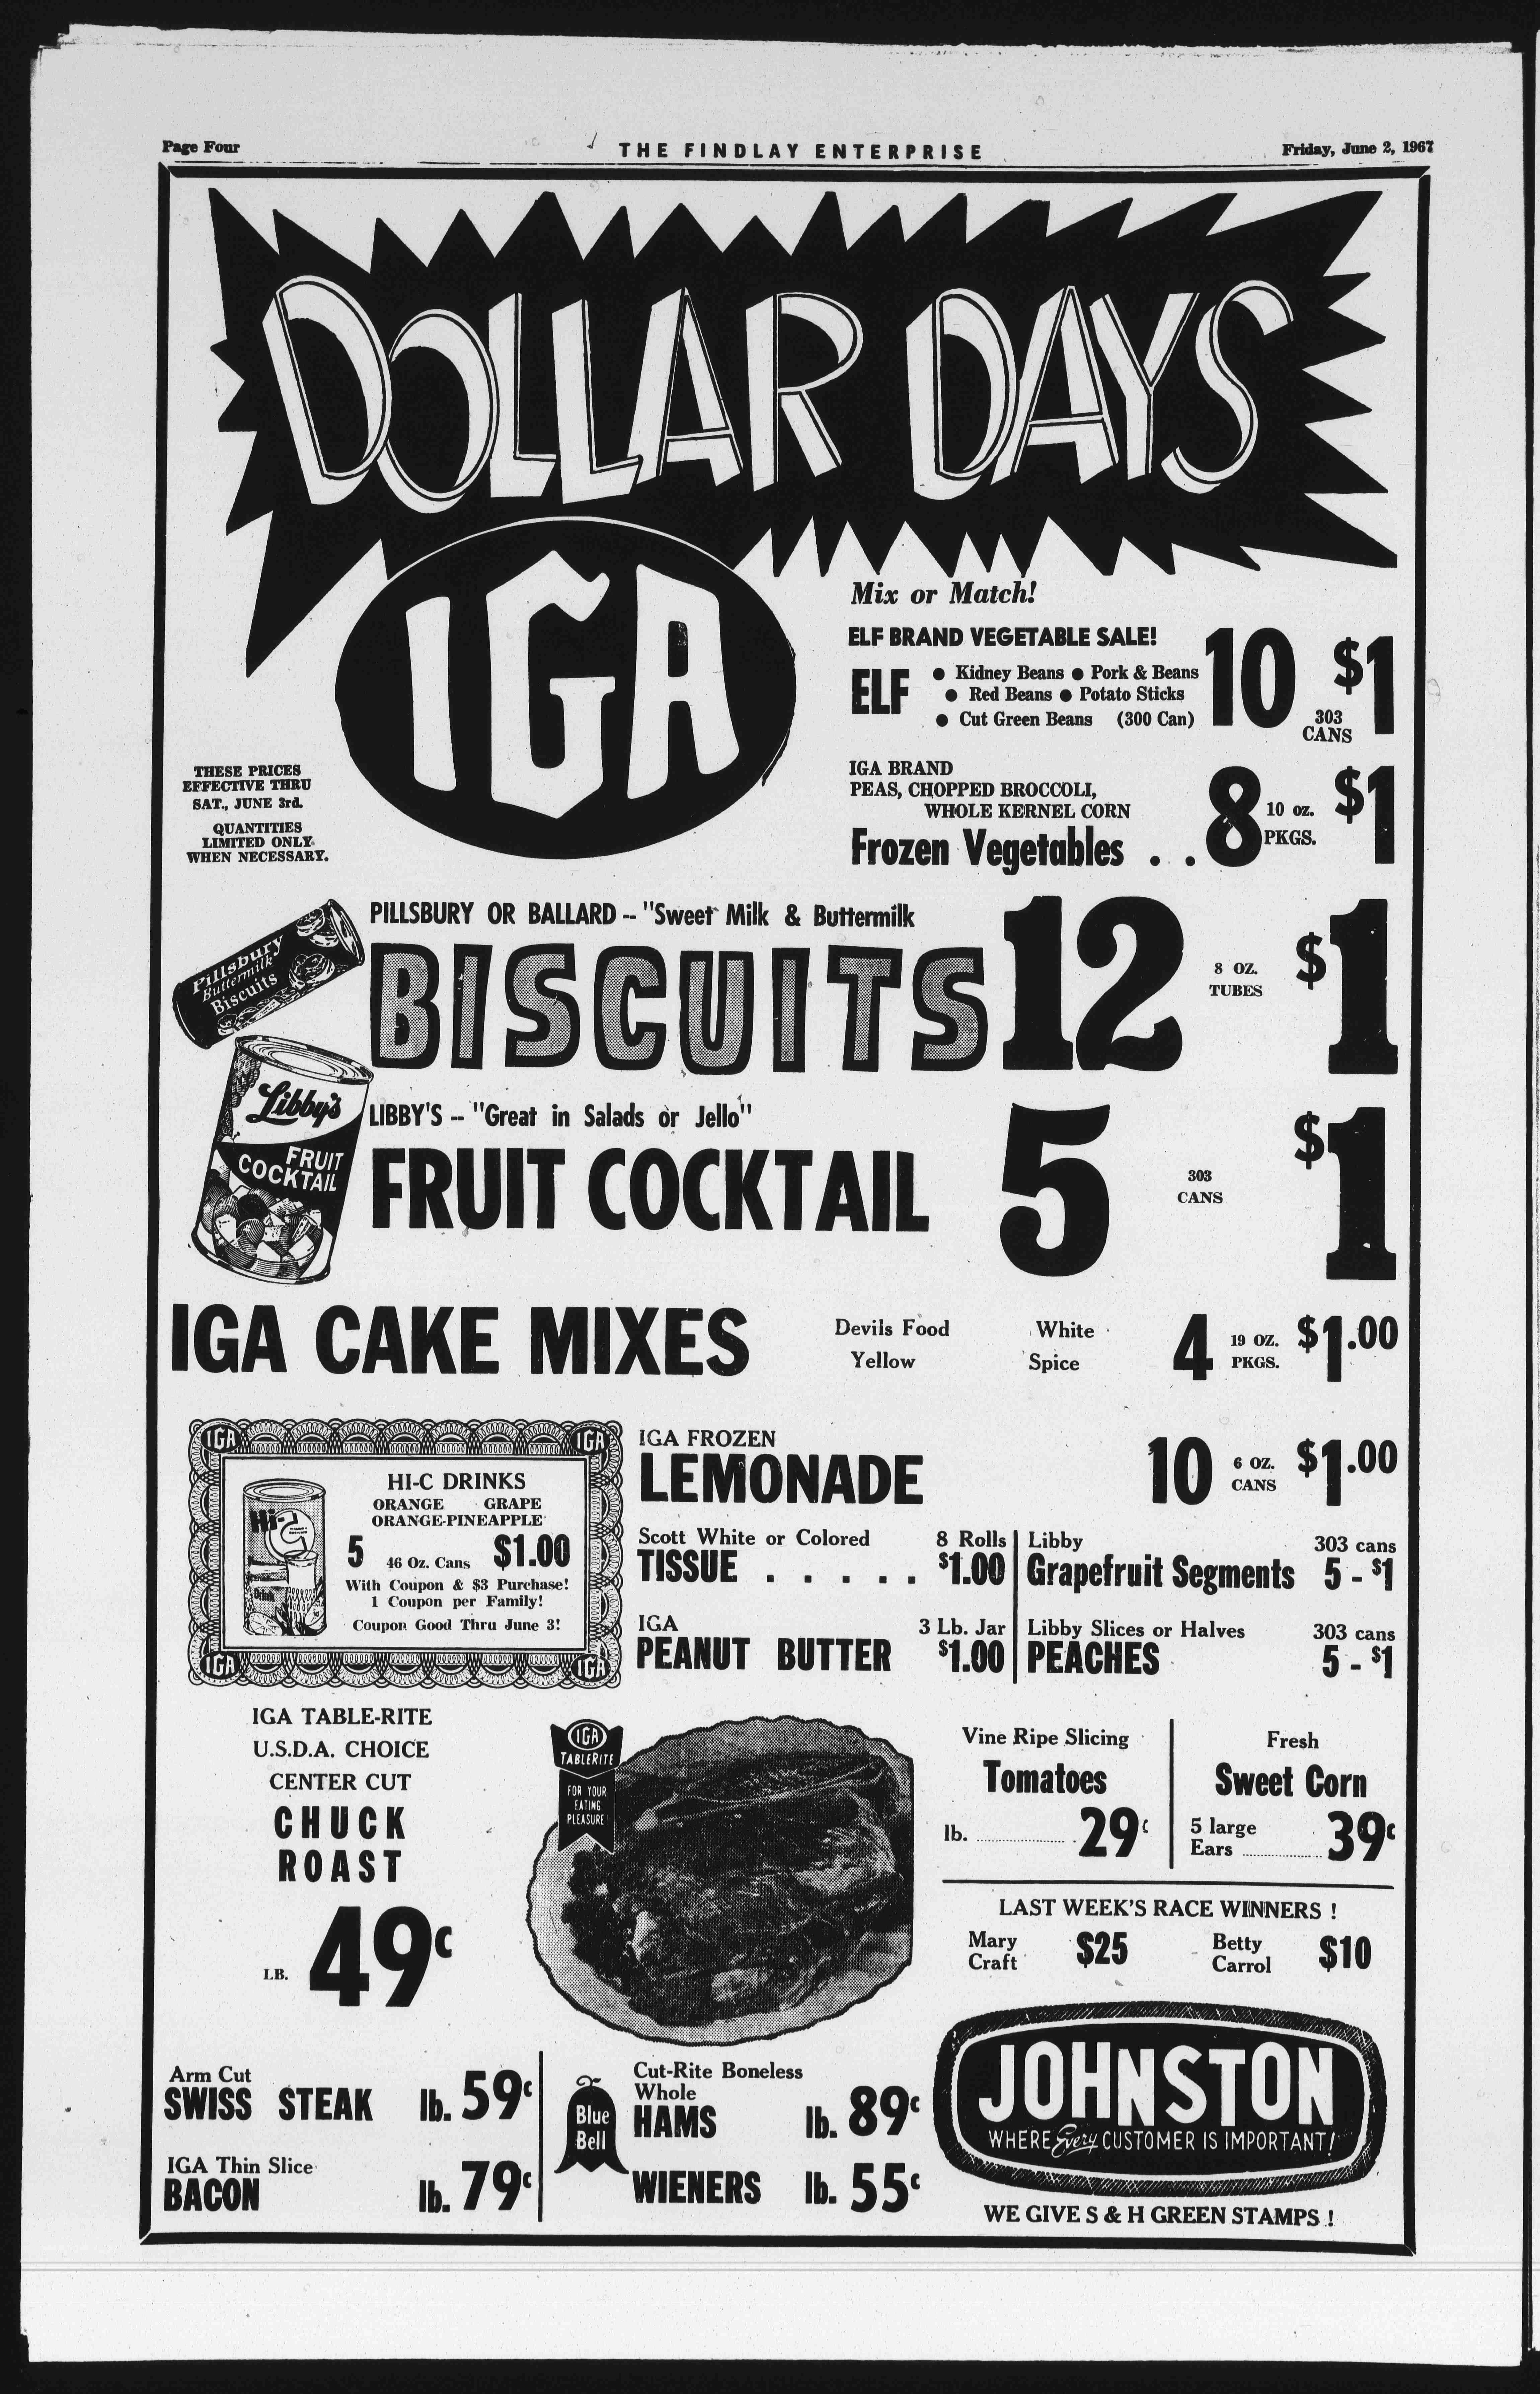 Page Four
THE FINDLAY ENTERPRISE
Friday, June 2, 1967
DOLLAR DAYS
IGA
THESE PRICES
EFFECTIVE THRU
SAT., JUNE 3rd.
QUANTITIES
LIMITED ONLY
WHEN NECESSARY.
Mix or Match!
ELF BRAND VEGETABLE SALE!
ELF
• Kidney Beans • Pork & Beans
• Red Beans • Potato Sticks
• Cut Green Beans (300 Can)
10 303 CANS $1
IGA BRAND
PEAS, CHOPPED BROCCOLI,
WHOLE KERNEL CORN
Frozen Vegetables . . 8 10 oz. PKGS. $1
Pillsbury
Buttermilk
Biscuits
PILLSBURY OR BALLARD -- "Sweet Milk & Buttermilk
BISCUITS 12 8 OZ. TUBES $1
Libby's
FRUIT
COCKTAIL
LIBBY'S -- "Great in Salads or Jello"
FRUIT COCKTAIL 5 303 CANS $1
IGA CAKE MIXES
Devils Food White
Yellow Spice
4 19 OZ. PKGS. $1.00
IGA IGA
Hi-C
Drink
HI-C DRINKS
ORANGE GRAPE
ORANGE-PINEAPPLE
5 46 Oz. Cans $1.00
With Coupon & $3 Purchase!
1 Coupon per Family!
Coupon Good Thru June 3!
IGA IGA
IGA FROZEN
LEMONADE 10 6 OZ. CANS $1.00
Scott White or Colored 8 Rolls
TISSUE . . . . . $1.00
IGA 3 Lb. Jar
PEANUT BUTTER $1.00
Libby 303 cans
Grapefruit Segments 5 - $1
Libby Slices or Halves 303 cans
PEACHES 5 - $1
IGA TABLE-RITE
U.S.D.A. CHOICE
CENTER CUT
CHUCK
ROAST
LB. 49c
IGA
TABLERITE
FOR YOUR
EATING
PLEASURE
Vine Ripe Slicing
Tomatoes
lb. 29c
Fresh
Sweet Corn
5 large
Ears 39c
LAST WEEK'S RACE WINNERS !
Mary
Craft $25
Betty
Carrol $10
Arm Cut
SWISS STEAK lb. 59c
IGA Thin Slice
BACON lb. 79c
Blue
Bell
Cut-Rite Boneless
Whole
HAMS lb. 89c
WIENERS lb. 55c
JOHNSTON
WHERE Every CUSTOMER IS IMPORTANT!
WE GIVE S & H GREEN STAMPS !